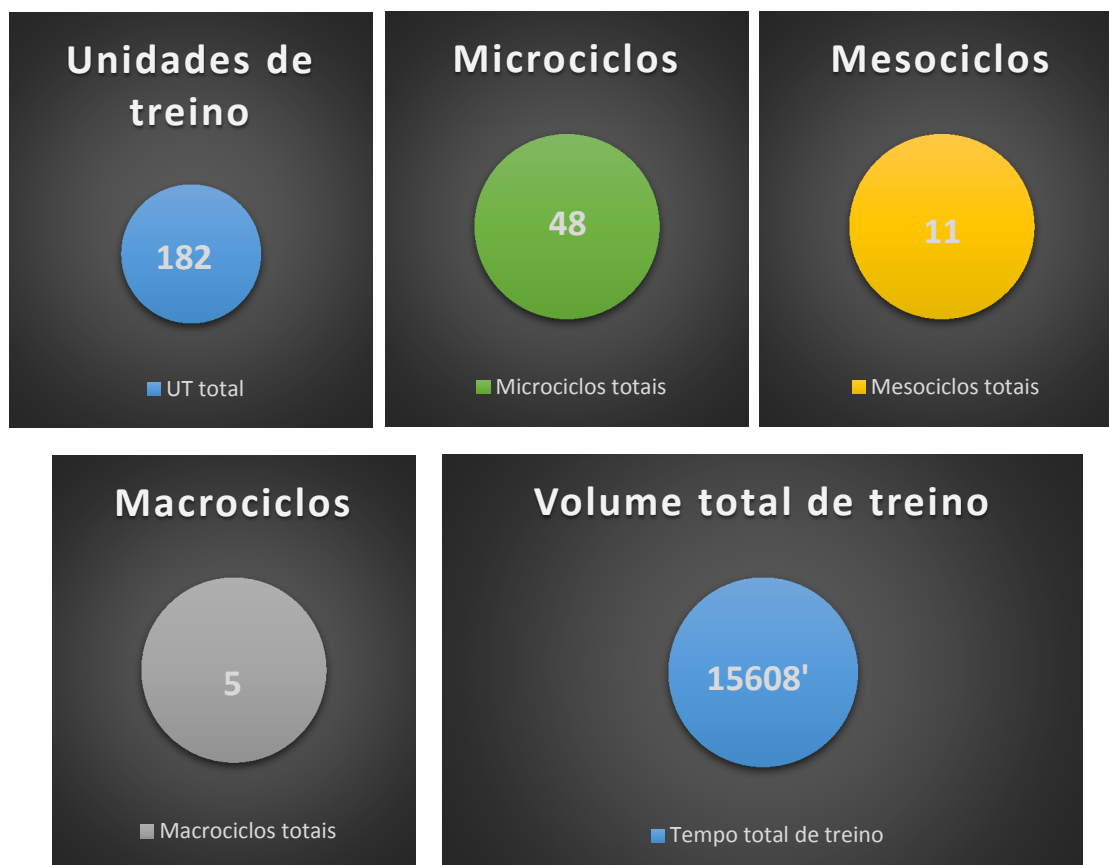 Unidades de
treino
182
UT total
Microciclos
48
Microciclos totais
Mesociclos
11
Mesociclos totais
Macrociclos
5
Macrociclos totais
Volume total de treino
15608'
Tempo total de treino